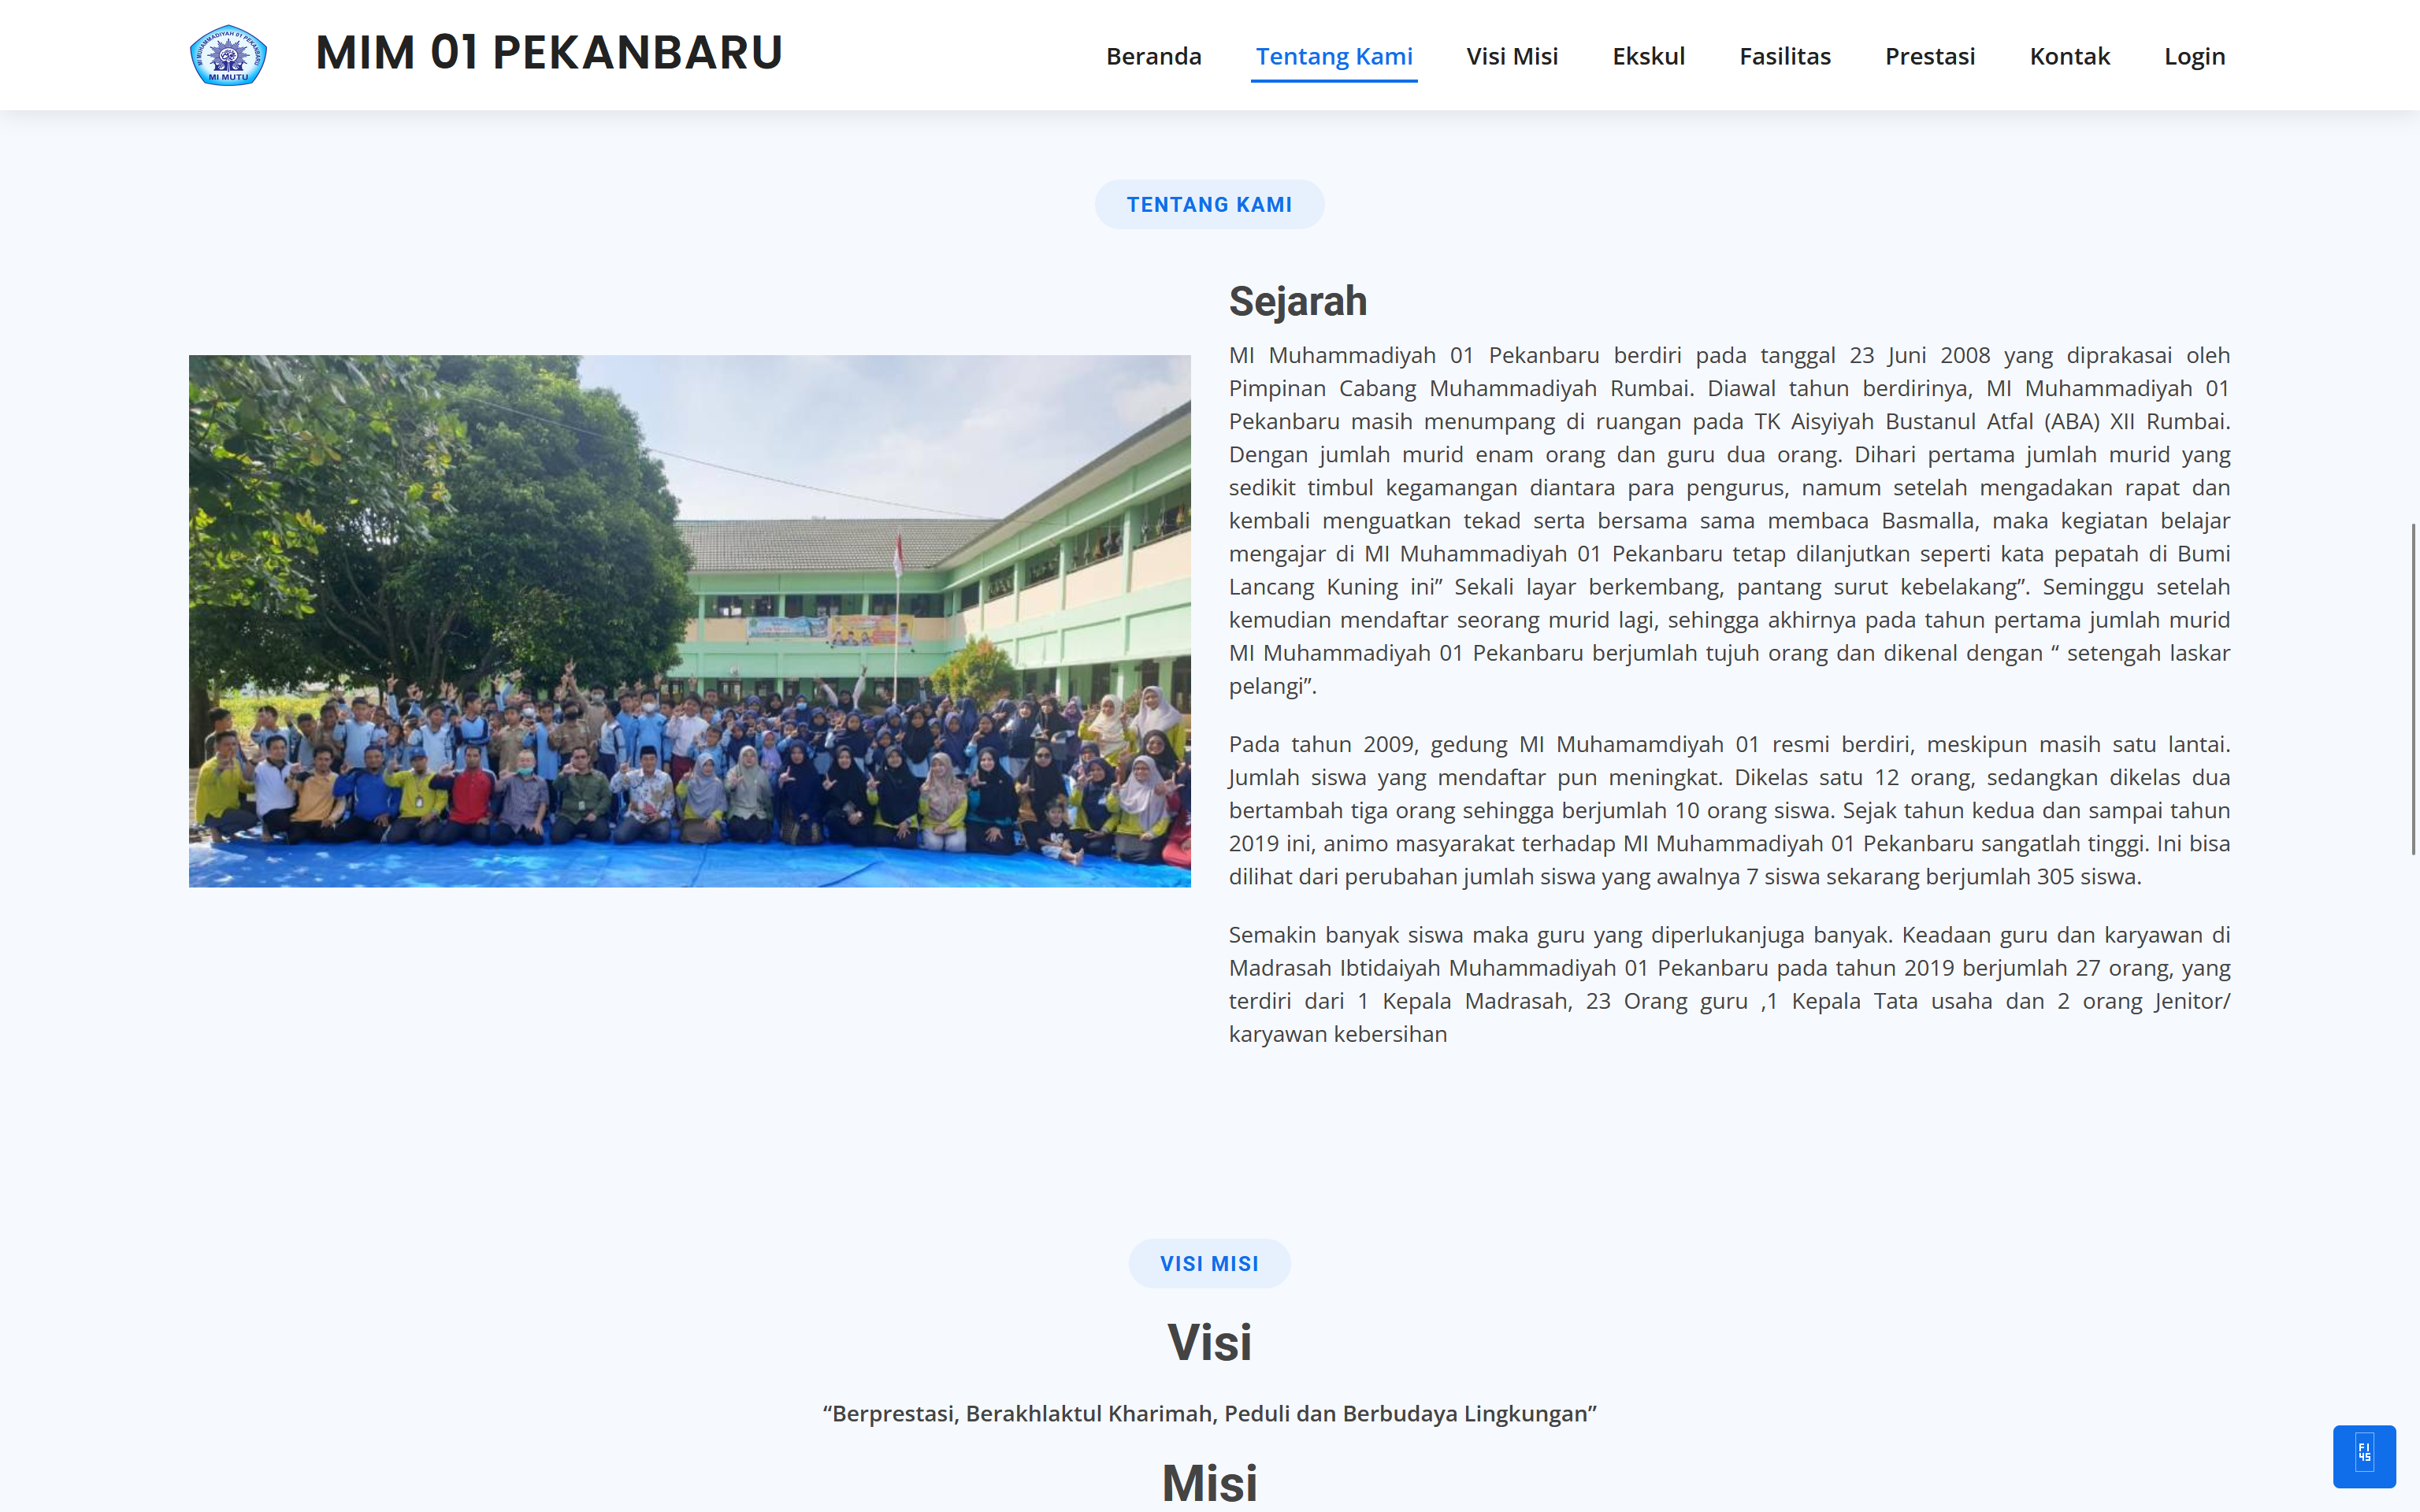 MI MUHAMMADIYAH 01 PEKANBARU
MI MUTU
MIM 01 PEKANBARU
Beranda
Tentang Kami
Visi Misi
Ekskul
Fasilitas
Prestasi
Kontak
Login
TENTANG KAMI
Sejarah
MI Muhammadiyah 01 Pekanbaru berdiri pada tanggal 23 Juni 2008 yang diprakasai oleh
Pimpinan Cabang Muhammadiyah Rumbai. Diawal tahun berdirinya, MI Muhammadiyah 01
Pekanbaru masih menumpang di ruangan pada TK Aisyiyah Bustanul Atfal (ABA) XII Rumbai.
Dengan jumlah murid enam orang dan guru dua orang. Dihari pertama jumlah murid yang
sedikit timbul kegamangan diantara para pengurus, namum setelah mengadakan rapat dan
kembali menguatkan tekad serta bersama sama membaca Basmalla, maka kegiatan belajar
mengajar di MI Muhammadiyah 01 Pekanbaru tetap dilanjutkan seperti kata pepatah di Bumi
Lancang Kuning ini” Sekali layar berkembang, pantang surut kebelakang”. Seminggu setelah
kemudian mendaftar seorang murid lagi, sehingga akhirnya pada tahun pertama jumlah murid
MI Muhammadiyah 01 Pekanbaru berjumlah tujuh orang dan dikenal dengan “ setengah laskar
pelangi”.
Pada tahun 2009, gedung MI Muhamamdiyah 01 resmi berdiri, meskipun masih satu lantai.
Jumlah siswa yang mendaftar pun meningkat. Dikelas satu 12 orang, sedangkan dikelas dua
bertambah tiga orang sehingga berjumlah 10 orang siswa. Sejak tahun kedua dan sampai tahun
2019 ini, animo masyarakat terhadap MI Muhammadiyah 01 Pekanbaru sangatlah tinggi. Ini bisa
dilihat dari perubahan jumlah siswa yang awalnya 7 siswa sekarang berjumlah 305 siswa.
Semakin banyak siswa maka guru yang diperlukanjuga banyak. Keadaan guru dan karyawan di
Madrasah Ibtidaiyah Muhammadiyah 01 Pekanbaru pada tahun 2019 berjumlah 27 orang, yang
terdiri dari 1 Kepala Madrasah, 23 Orang guru ,1 Kepala Tata usaha dan 2 orang Jenitor/
karyawan kebersihan
VISI MISI
Visi
“Berprestasi, Berakhlaktul Kharimah, Peduli dan Berbudaya Lingkungan”
Misi